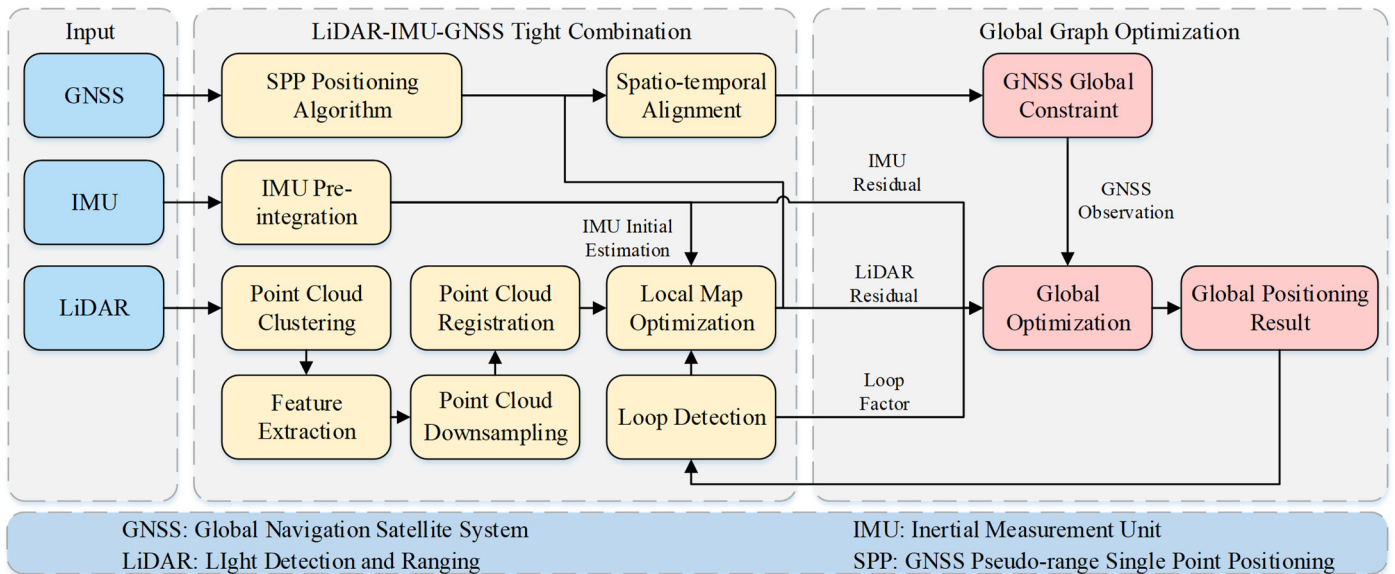 Input
LiDAR-IMU-GNSS Tight Combination
Global Graph Optimization
GNSS
SPP Positioning
Algorithm
Spatio-temporal
Alignment
GNSS Global
Constraint
IMU
IMU Pre-
integration
IMU
Residual
GNSS
Observation
IMU Initial
Estimation
LiDAR
Point Cloud
Clustering
Point Cloud
Registration
Local Map
Optimization
LiDAR
Residual
Global
Optimization
Global Positioning
Result
Feature
Extraction
Point Cloud
Downsampling
Loop Detection
Loop
Factor
GNSS: Global Navigation Satellite System
IMU: Inertial Measurement Unit
LiDAR: LIght Detection and Ranging
SPP: GNSS Pseudo-range Single Point Positioning